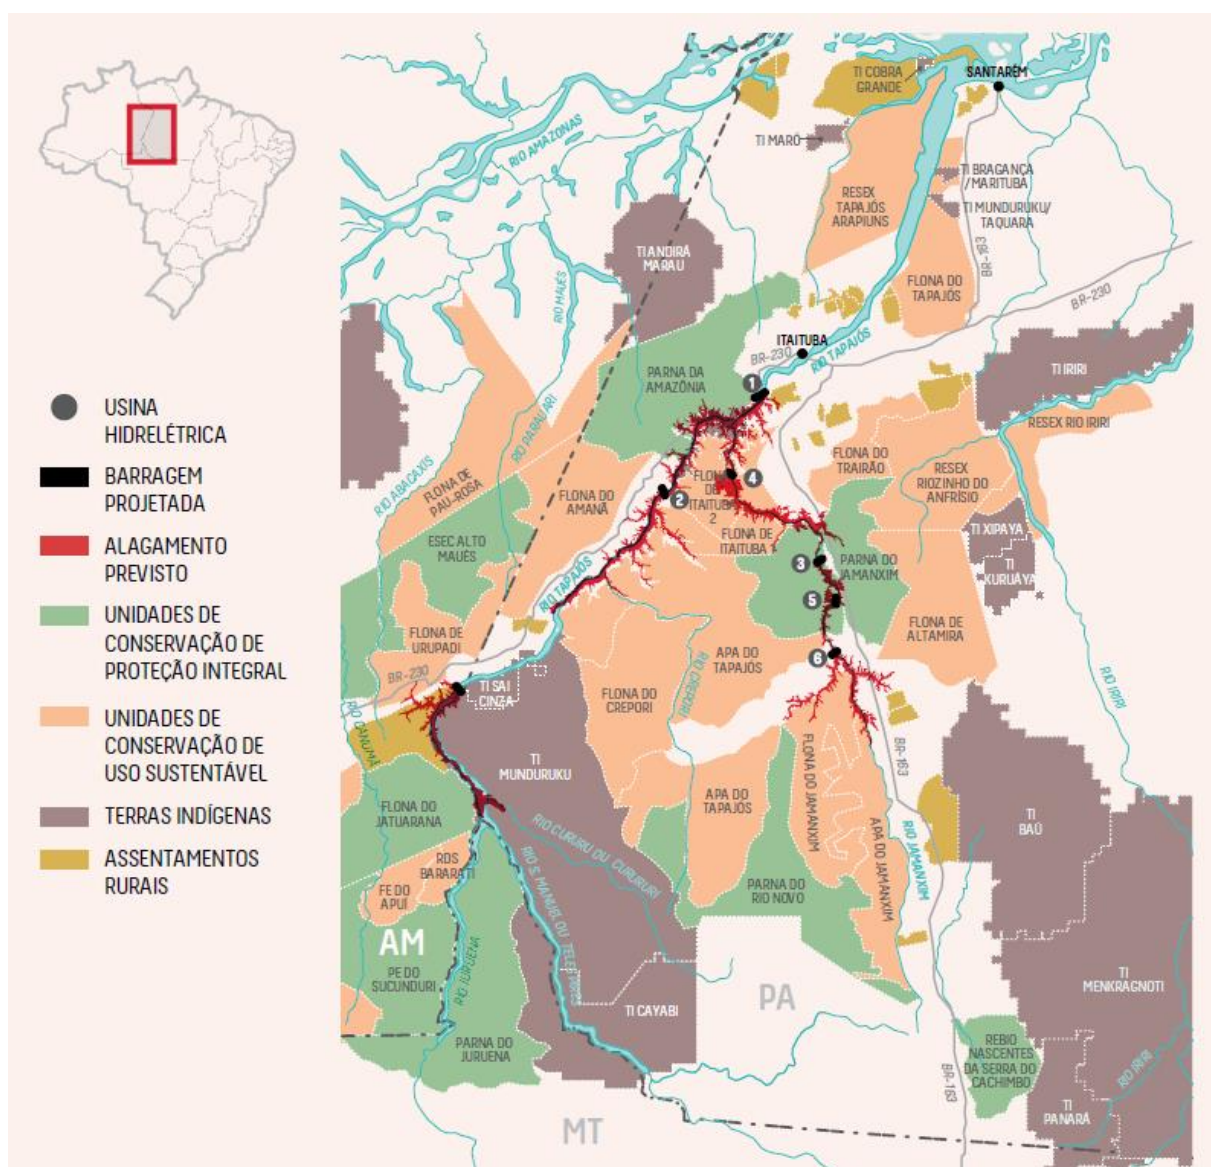 USINA
HIDRELÉTRICA
BARRAGEM
PROJETADA
ALAGAMENTO
PREVISTO
UNIDADES DE
CONSERVAÇÃO DE
PROTEÇÃO INTEGRAL
UNIDADES DE
CONSERVAÇÃO DE
USO SUSTENTÁVEL
TERRAS INDÍGENAS
ASSENTAMENTOS
RURAIS
TI COBRA
GRANDE
SANTARÉM
RIO AMAZONAS
TI MARÓ
TI BRAGANÇA
/MARITUBA
RESEX
TAPAJÓS
ARAPIUNS
TI MUNDURUKU/
TAQUARA
TI ANDIRÁ
MARAU
BR-163
FLONA DO
TAPAJÓS
BR-230
RIO MAUÉS
ITAITUBA
BR-230
RIO TAPAJÓS
PARNA DA
AMAZÔNIA
TI IRIRI
1
RESEX RIO IRIRI
RIO PARAUARI
FLONA DO
TRAIRÃO
RESEX
RIOZINHO DO
ANFRÍSIO
RIO ABACAXIS
FLONA DE
PAU-ROSA
FLONA DO
AMANÃ
2
FLONA
DE
ITAITUBA
2
4
FLONA DE
ITAITUBA 1
TI XIPAYA
TI
KURUÁYA
ESEC ALTO
MAUÉS
3
PARNA DO
JAMANXIM
5
RIO TAPAJÓS
FLONA DE
URUPADI
FLONA DE
ALTAMIRA
APA DO
TAPAJÓS
6
BR-230
TI SAI
CINZA
FLONA DO
CREPORI
RIO CREPORI
RIO IRIRI
RIO CANUMÃ
TI
MUNDURUKU
BR-163
FLONA DO JAMANXIM
APA DO
TAPAJÓS
FLONA DO
JATUARANA
APA DO JAMANXIM
RIO JAMANXIM
TI
BAÚ
RIO CURURU OU CURURURI
RDS
BARARATI
FE DO
APUÍ
RIO S. MANUEL OU TELES PIRES
PARNA DO
RIO NOVO
AM
PE DO
SUCUNDURI
RIO JURUENA
PA
TI
MENKRAGNOTI
TI CAYABI
PARNA DO
JURUENA
REBIO
NASCENTES
DA SERRA DO
CACHIMBO
BR-163
RIO IRIRI
TI
PANARÁ
MT